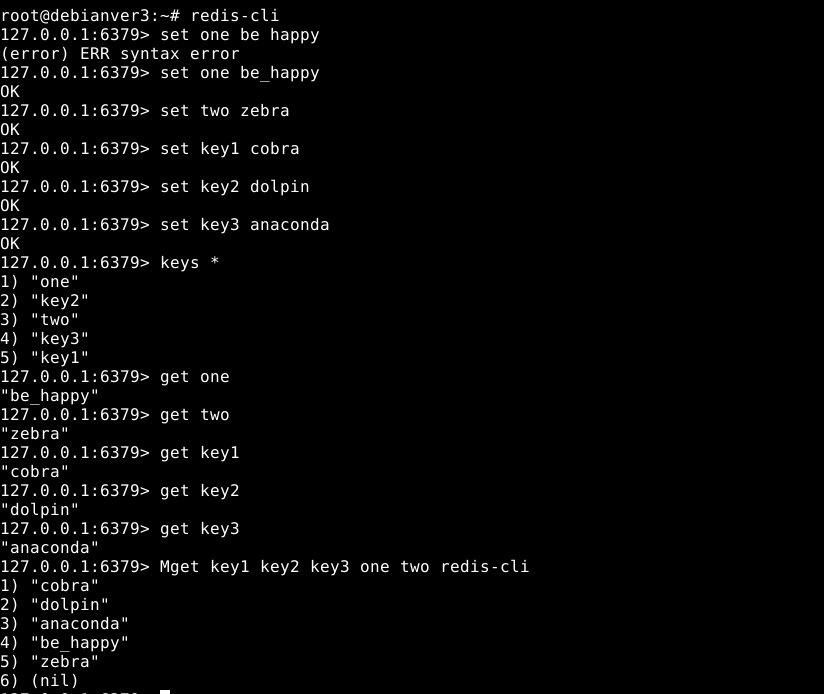 root@debianver3:~# redis-cli
127.0.0.1:6379> set one be happy
(error) ERR syntax error
127.0.0.1:6379> set one be_happy
OK
127.0.0.1:6379> set two zebra
OK
127.0.0.1:6379> set key1 cobra
OK
127.0.0.1:6379> set key2 dolpin
OK
127.0.0.1:6379> set key3 anaconda
OK
127.0.0.1:6379> keys *
1) "one"
2) "key2"
3) "two"
4) "key3"
5) "key1"
127.0.0.1:6379> get one
"be_happy"
127.0.0.1:6379> get two
"zebra"
127.0.0.1:6379> get key1
"cobra"
127.0.0.1:6379> get key2
"dolpin"
127.0.0.1:6379> get key3
"anaconda"
127.0.0.1:6379> Mget key1 key2 key3 one two redis-cli
1) "cobra"
2) "dolpin"
3) "anaconda"
4) "be_happy"
5) "zebra"
6) (nil)